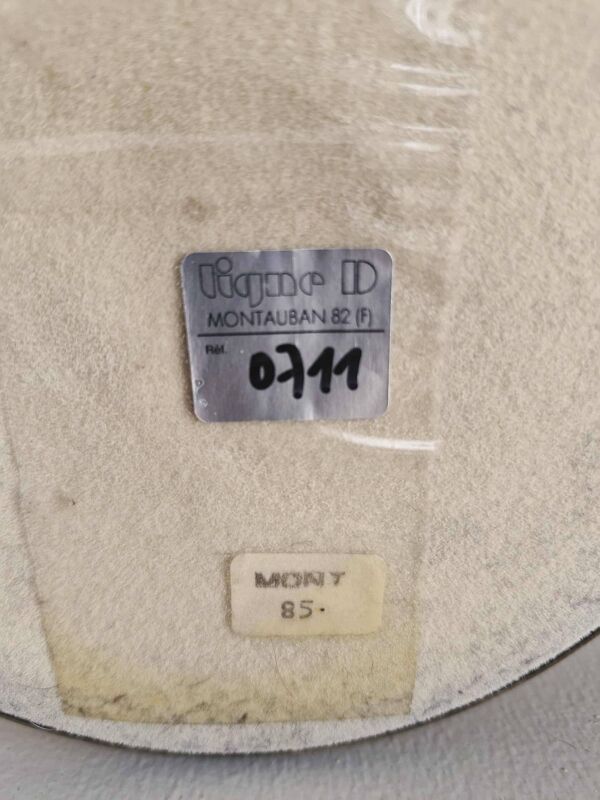 ligne D
MONTAUBAN 82 (F)
Réf.
0711
MONT
85.